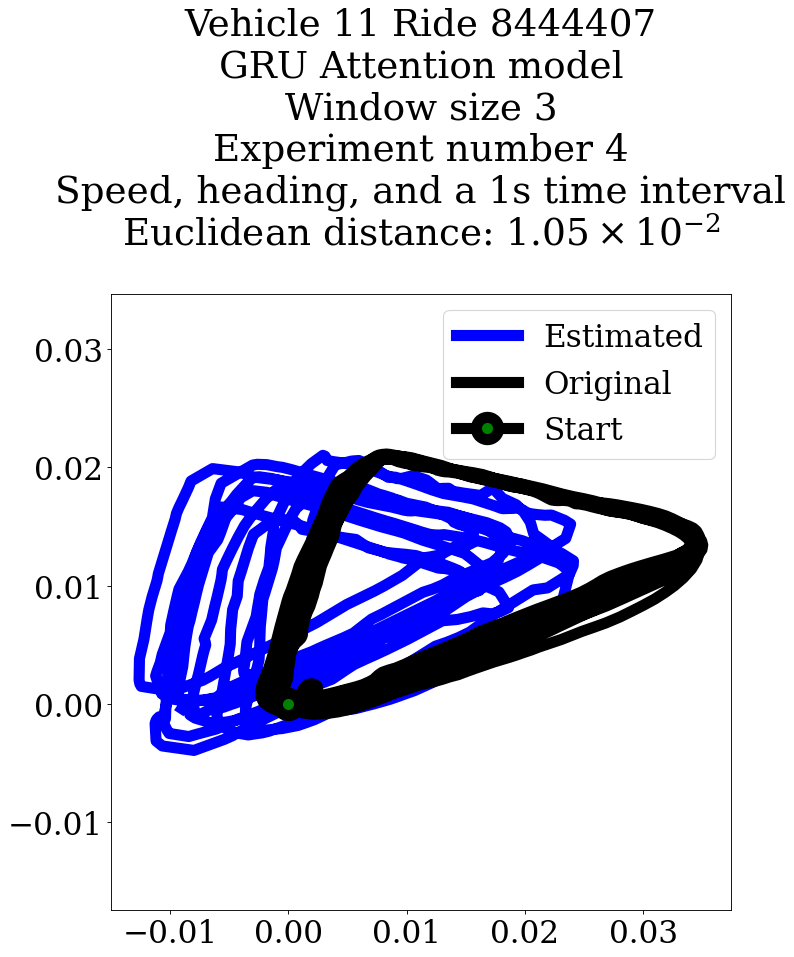 Vehicle 11 Ride 8444407
GRU Attention model
Window size 3
Experiment number 4
Speed, heading, and a 1s time interval
Euclidean distance: 1.05 × 10⁻²
Estimated
Original
Start
0.03
0.02
0.01
0.00
−0.01
−0.01 0.00 0.01 0.02 0.03